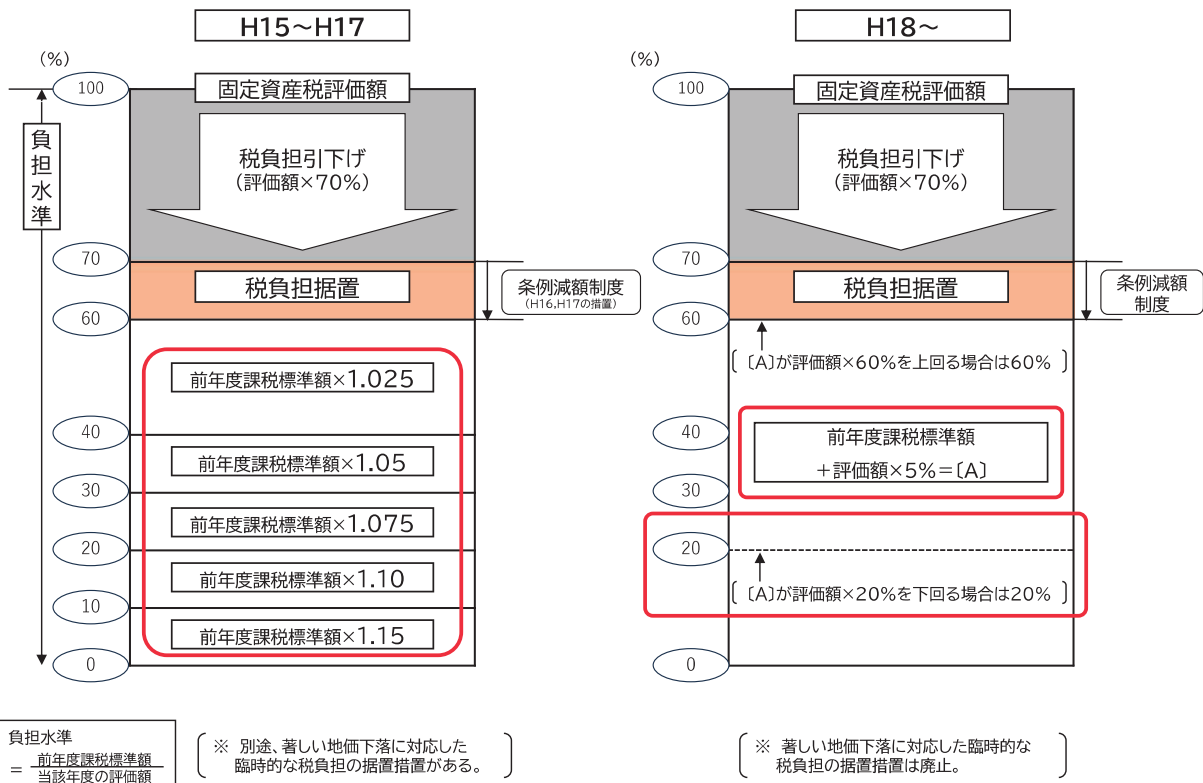 H15～H17
(%)
100
固定資産税評価額
負担水準
税負担引下げ
(評価額×70%)
70
税負担据置
条例減額制度
(H16,H17の措置)
60
前年度課税標準額×1.025
40
前年度課税標準額×1.05
30
前年度課税標準額×1.075
20
前年度課税標準額×1.10
10
前年度課税標準額×1.15
0
負担水準
= 前年度課税標準額
当該年度の評価額
※ 別途、著しい地価下落に対応した
臨時的な税負担の据置措置がある。
H18～
(%)
100
固定資産税評価額
税負担引下げ
(評価額×70%)
70
税負担据置
条例減額
制度
60
〔A〕が評価額×60%を上回る場合は60%
40
前年度課税標準額
+評価額×5%=〔A〕
30
20
〔A〕が評価額×20%を下回る場合は20%
0
※ 著しい地価下落に対応した臨時的な
税負担の据置措置は廃止。